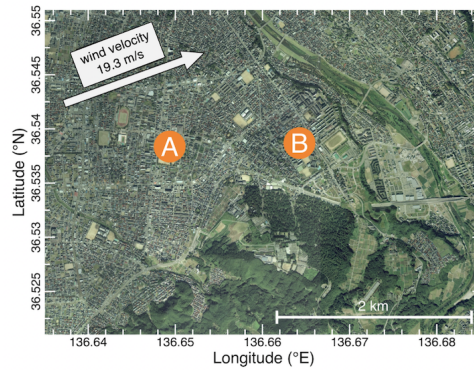 36.55
36.545
36.54
36.535
36.53
36.525
Latitude (°N)
wind velocity
19.3 m/s
A
B
2 km
136.64
136.65
136.66
136.67
136.68
Longitude (°E)